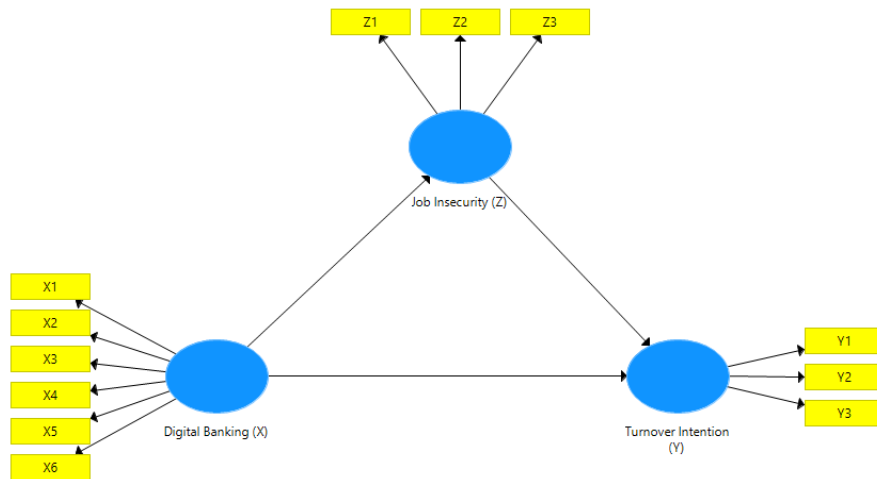 Z1
Z2
Z3
Job Insecurity (Z)
X1
X2
X3
X4
X5
X6
Digital Banking (X)
Y1
Y2
Y3
Turnover Intention
(Y)